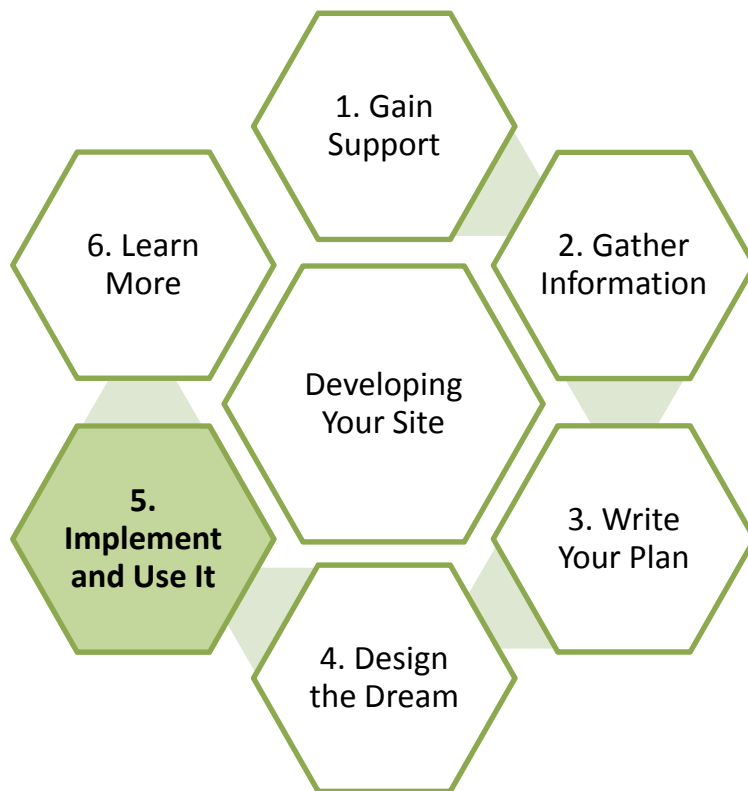 1. Gain
Support
2. Gather
Information
3. Write
Your Plan
4. Design
the Dream
5.
Implement
and Use It
6. Learn
More
Developing
Your Site